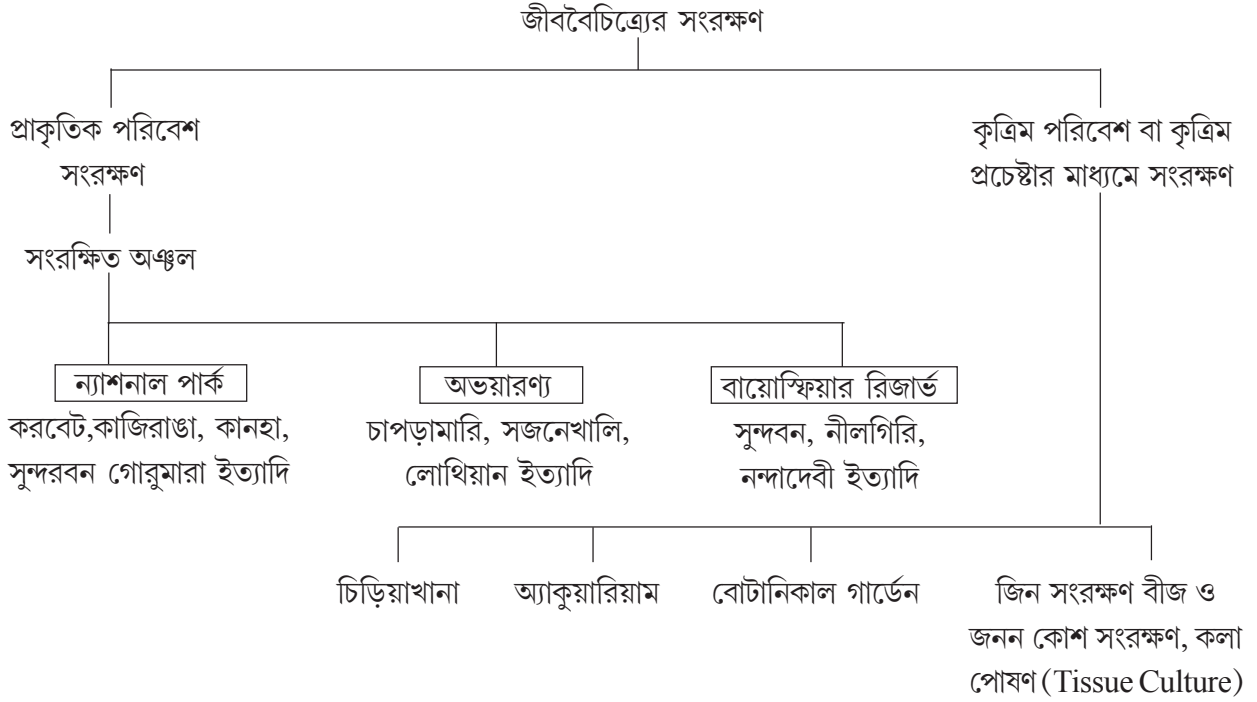 জীববৈচিত্র্যের সংরক্ষণ
প্রাকৃতিক পরিবেশ
সংরক্ষণ
কৃত্রিম পরিবেশ বা কৃত্রিম
প্রচেষ্টার মাধ্যমে সংরক্ষণ
সংরক্ষিত অঞ্চল
ন্যাশনাল পার্ক
করবেট,কাজিরাঙা, কানহা,
সুন্দরবন গোরুমারা ইত্যাদি
অভয়ারণ্য
চাপড়ামারি, সজনেখালি,
লোথিয়ান ইত্যাদি
বায়োস্ফিয়ার রিজার্ভ
সুন্দবন, নীলগিরি,
নন্দাদেবী ইত্যাদি
চিড়িয়াখানা
অ্যাকুয়ারিয়াম
বোটানিকাল গার্ডেন
জিন সংরক্ষণ বীজ ও
জনন কোশ সংরক্ষণ, কলা
পোষণ (Tissue Culture)